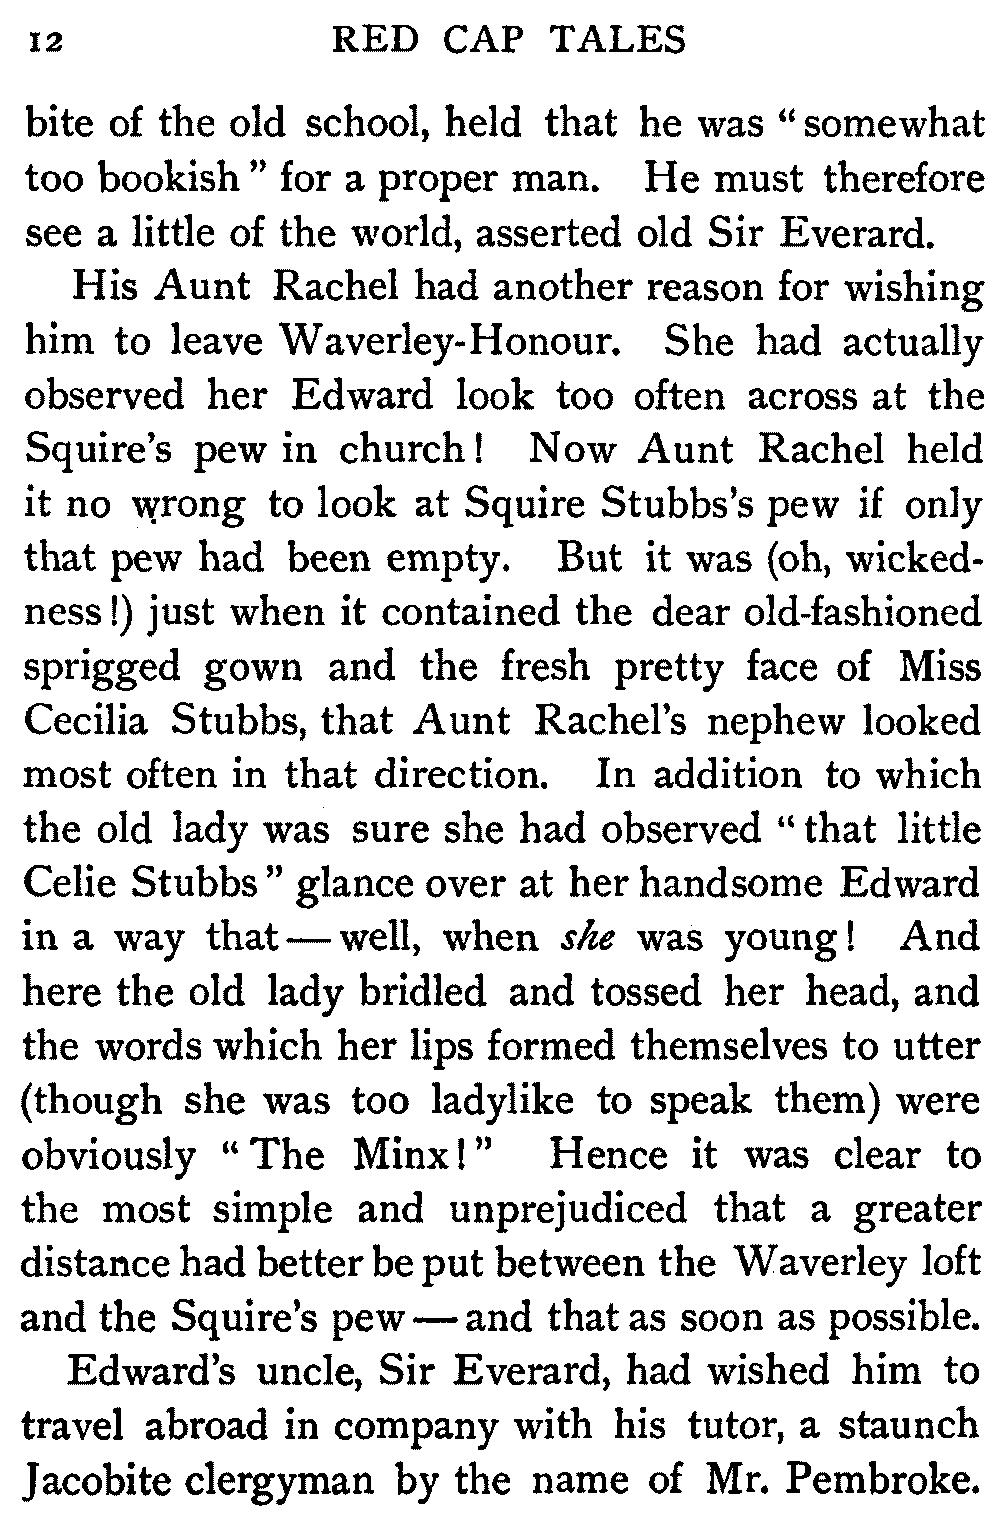 12 RED CAP TALES
bite of the old school, held that he was “somewhat
too bookish” for a proper man. He must therefore
see a little of the world, asserted old Sir Everard.
His Aunt Rachel had another reason for wishing
him to leave Waverley-Honour. She had actually
observed her Edward look too often across at the
Squire's pew in church! Now Aunt Rachel held
it no wrong to look at Squire Stubbs's pew if only
that pew had been empty. But it was (oh, wicked-
ness!) just when it contained the dear old-fashioned
sprigged gown and the fresh pretty face of Miss
Cecilia Stubbs, that Aunt Rachel's nephew looked
most often in that direction. In addition to which
the old lady was sure she had observed “that little
Celie Stubbs” glance over at her handsome Edward
in a way that—well, when she was young! And
here the old lady bridled and tossed her head, and
the words which her lips formed themselves to utter
(though she was too ladylike to speak them) were
obviously “The Minx!” Hence it was clear to
the most simple and unprejudiced that a greater
distance had better be put between the Waverley loft
and the Squire's pew—and that as soon as possible.
Edward's uncle, Sir Everard, had wished him to
travel abroad in company with his tutor, a staunch
Jacobite clergyman by the name of Mr. Pembroke.